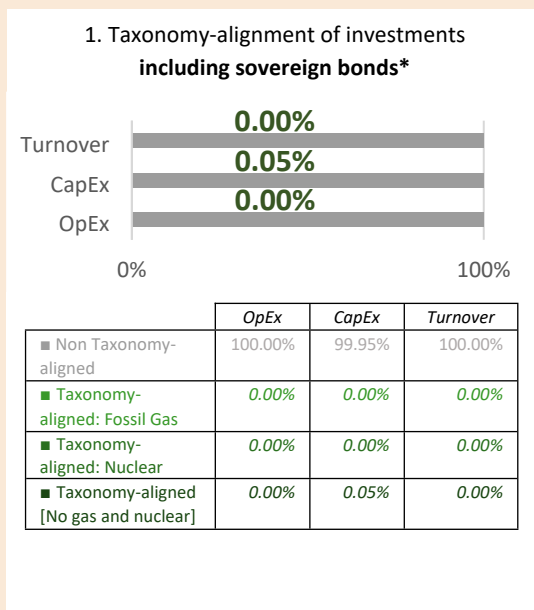 1. Taxonomy-alignment of investments
including sovereign bonds*
0.00%
Turnover
0.05%
CapEx
0.00%
OpEx
0% 100%
OpEx CapEx Turnover
■ Non Taxonomy- 100.00% 99.95% 100.00%
aligned
■ Taxonomy- 0.00% 0.00% 0.00%
aligned: Fossil Gas
■ Taxonomy- 0.00% 0.00% 0.00%
aligned: Nuclear
■ Taxonomy-aligned 0.00% 0.05% 0.00%
[No gas and nuclear]